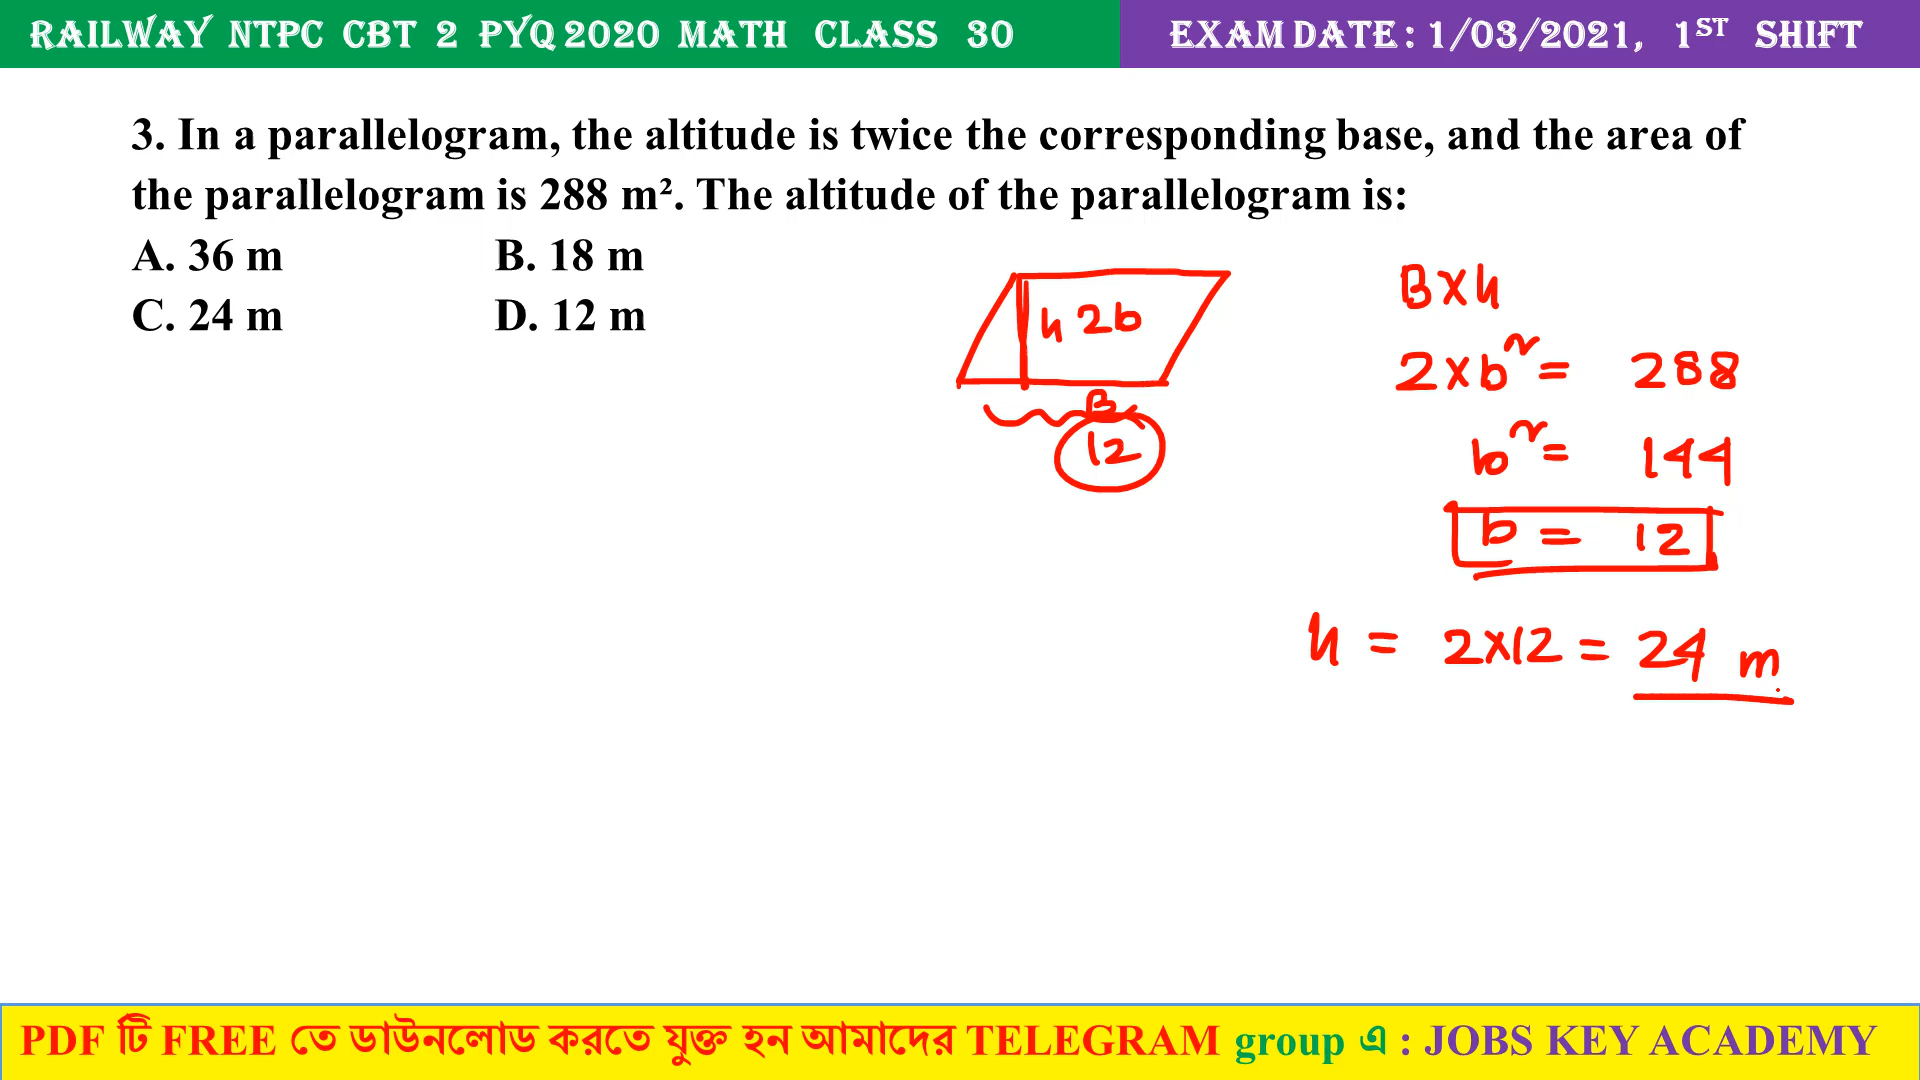 RAILWAY NTPC CBT 2 PYQ 2020 MATH CLASS 30
EXAM DATE : 1/03/2021, 1ST SHIFT
3. In a parallelogram, the altitude is twice the corresponding base, and the area of
the parallelogram is 288 m². The altitude of the parallelogram is:
A. 36 m B. 18 m
C. 24 m D. 12 m
h 2b
B
12
B×h
2×b² = 288
b² = 144
b = 12
h = 2×12 = 24 m
PDF টি FREE তে ডাউনলোড করতে যুক্ত হন আমাদের TELEGRAM group এ : JOBS KEY ACADEMY